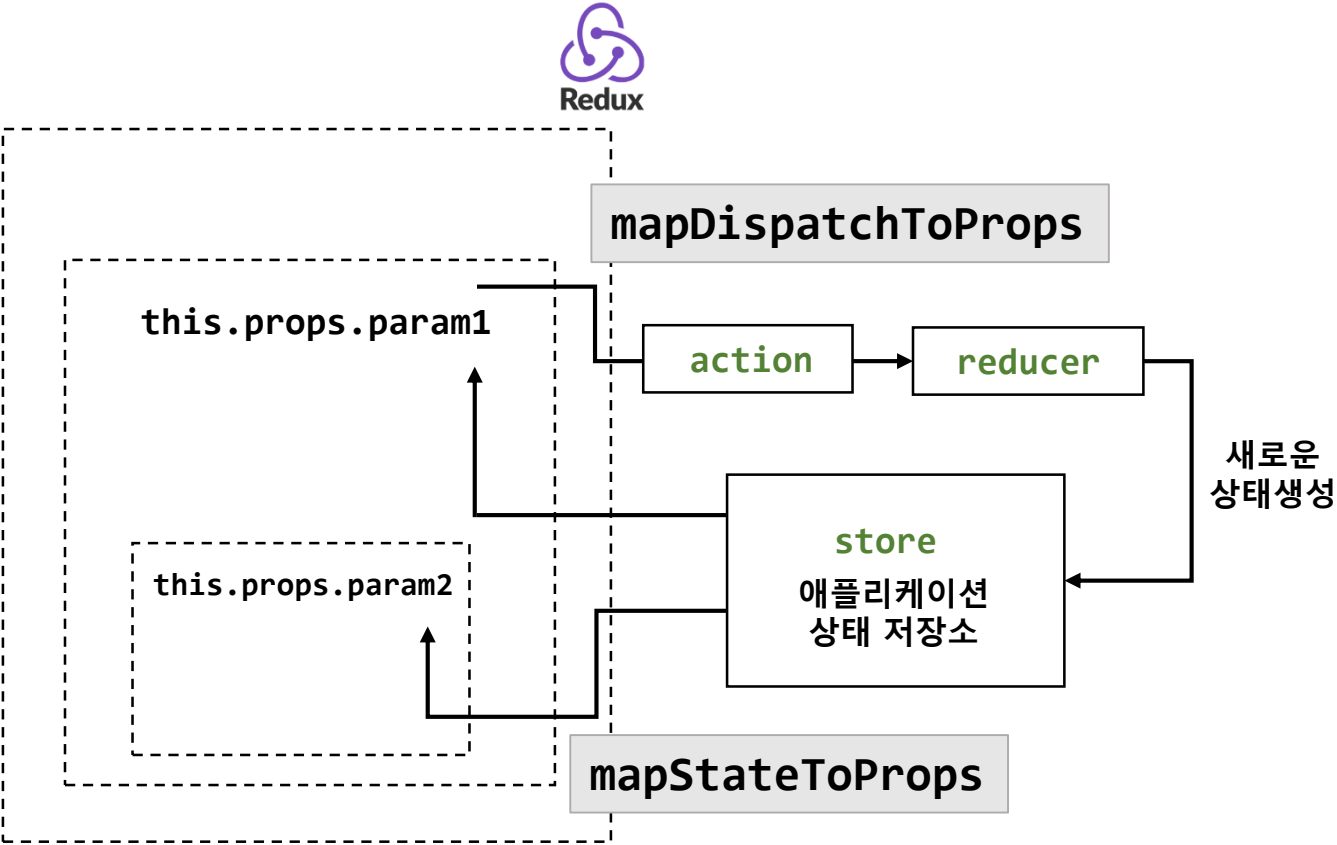 Redux
mapDispatchToProps
this.props.param1
action
reducer
새로운
상태생성
store
애플리케이션
상태 저장소
this.props.param2
mapStateToProps